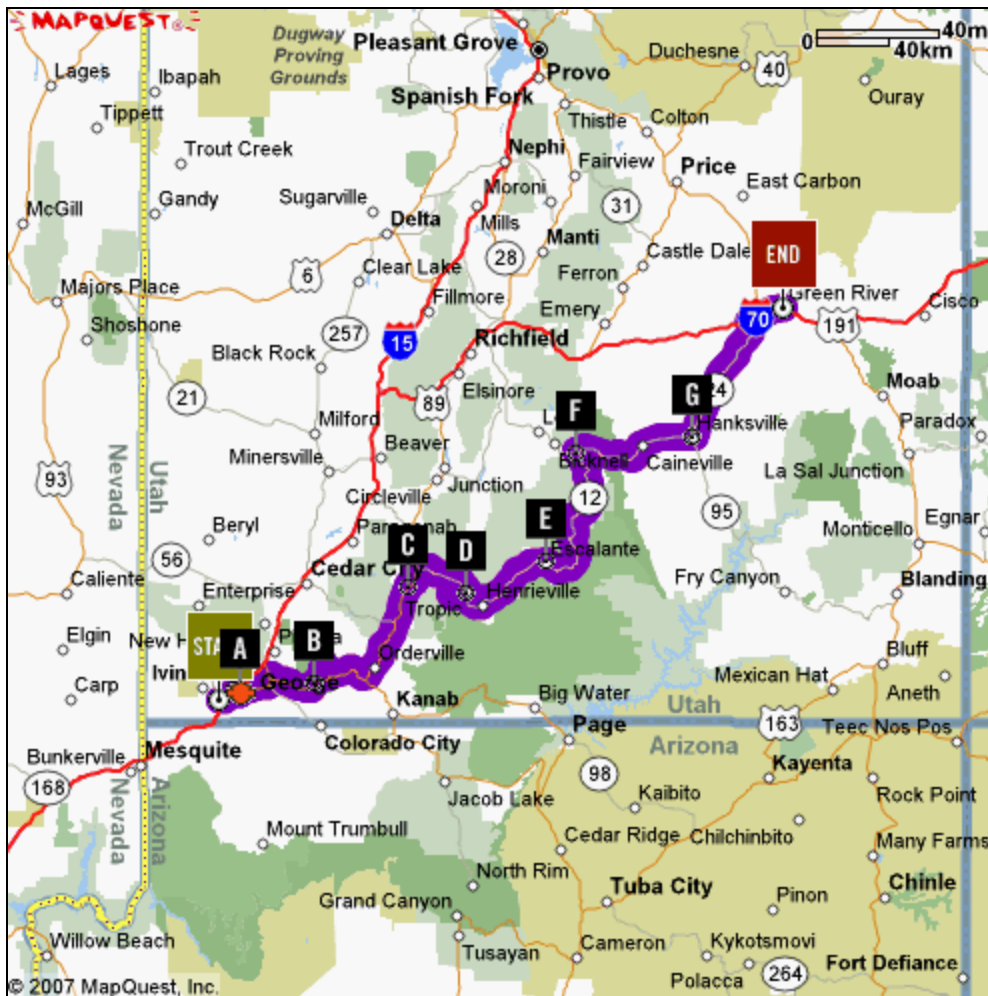 MAPQUEST
Dugway
Proving
Grounds
Pleasant Grove
Duchesne
0
40m
40km
Lages
Ibapah
Provo
40
Ouray
Spanish Fork
Tippett
Thistle
Colton
Trout Creek
Nephi
Fairview
Price
East Carbon
McGill
Gandy
Sugarville
Moroni
31
Delta
Mills
Manti
Castle Dale
END
6
Clear Lake
28
Ferron
Majors Place
Fillmore
Emery
Green River
Cisco
Shoshone
257
15
Richfield
70
191
Black Rock
Elsinore
21
89
F
G
24
Moab
Milford
Hanksville
Paradox
Nevada
Utah
Minersville
Beaver
Bicknell
Caineville
La Sal Junction
93
Junction
12
95
Circleville
Beryl
E
Monticello
Egnar
56
C
D
Escalante
Caliente
Cedar City
Fry Canyon
Blanding
Enterprise
Tropic
Henrieville
Elgin
New H
STA
A
B
Orderville
Bluff
Ivin
George
Mexican Hat
Aneth
Carp
Kanab
Big Water
Utah
163
Teec Nos Pos
Bunkerville
Mesquite
Colorado City
Page
Arizona
168
98
Kayenta
Nevada
Arizona
Jacob Lake
Kaibito
Rock Point
Mount Trumbull
Cedar Ridge
Chilchinbito
Many Farms
North Rim
Tuba City
Pinon
Chinle
Grand Canyon
Willow Beach
Tusayan
Cameron
Kykotsmovi
Polacca
264
Fort Defiance
© 2007 MapQuest, Inc.